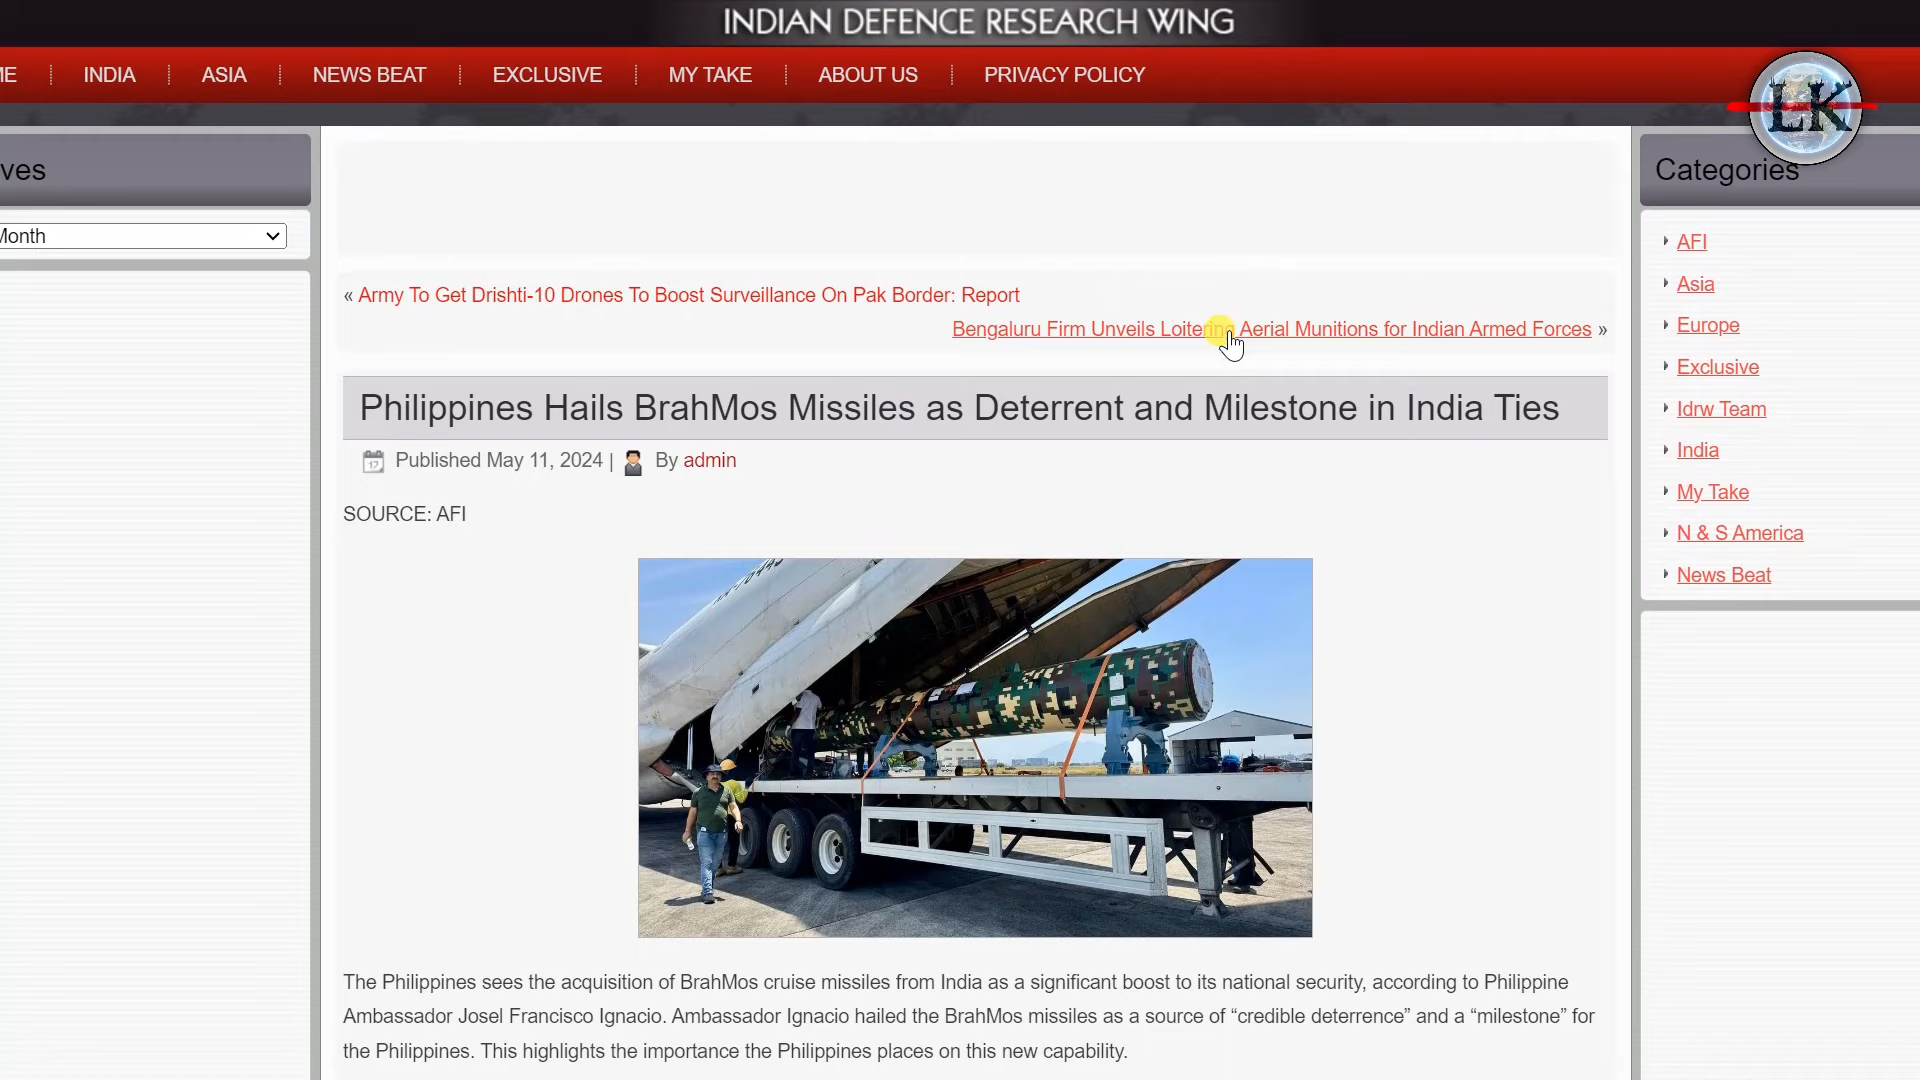 INDIAN DEFENCE RESEARCH WING
ME INDIA ASIA NEWS BEAT EXCLUSIVE MY TAKE ABOUT US PRIVACY POLICY
LK
ves
Categories
Month
AFI
Asia
Europe
Exclusive
Idrw Team
India
My Take
N & S America
News Beat
« Army To Get Drishti-10 Drones To Boost Surveillance On Pak Border: Report
Bengaluru Firm Unveils Loitering Aerial Munitions for Indian Armed Forces »
Philippines Hails BrahMos Missiles as Deterrent and Milestone in India Ties
17 Published May 11, 2024 | By admin
SOURCE: AFI
The Philippines sees the acquisition of BrahMos cruise missiles from India as a significant boost to its national security, according to Philippine
Ambassador Josel Francisco Ignacio. Ambassador Ignacio hailed the BrahMos missiles as a source of “credible deterrence” and a “milestone” for
the Philippines. This highlights the importance the Philippines places on this new capability.